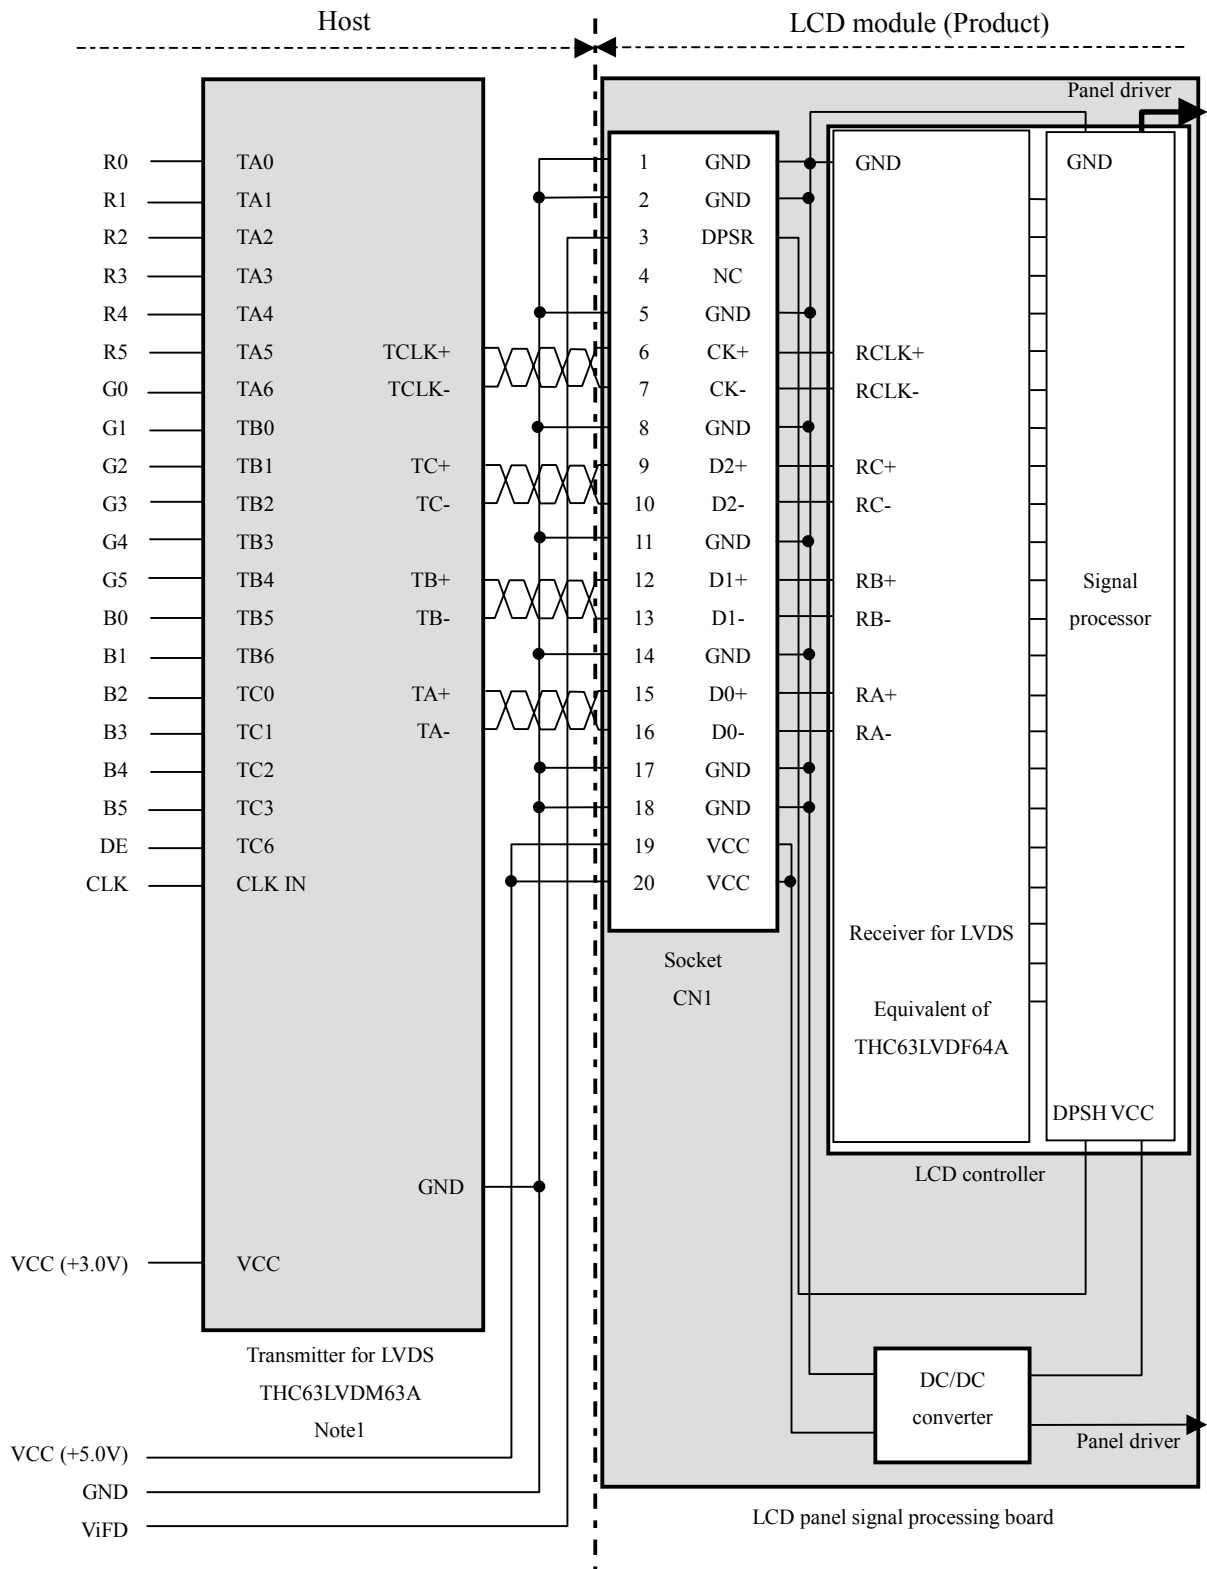 Host
LCD module (Product)
Panel driver
R0 TA0 1 GND GND GND
R1 TA1 2 GND
R2 TA2 3 DPSR
R3 TA3 4 NC
R4 TA4 5 GND
R5 TA5 TCLK+ 6 CK+ RCLK+
G0 TA6 TCLK- 7 CK- RCLK-
G1 TB0 8 GND
G2 TB1 TC+ 9 D2+ RC+
G3 TB2 TC- 10 D2- RC-
G4 TB3 11 GND
G5 TB4 TB+ 12 D1+ RB+ Signal
B0 TB5 TB- 13 D1- RB- processor
B1 TB6 14 GND
B2 TC0 TA+ 15 D0+ RA+
B3 TC1 TA- 16 D0- RA-
B4 TC2 17 GND
B5 TC3 18 GND
DE TC6 19 VCC
CLK CLK IN 20 VCC
Receiver for LVDS
Socket
CN1
Equivalent of
THC63LVDF64A
DPSH VCC
LCD controller
GND
VCC (+3.0V) VCC
Transmitter for LVDS
THC63LVDM63A
Note1
DC/DC
converter
Panel driver
VCC (+5.0V)
GND
ViFD
LCD panel signal processing board